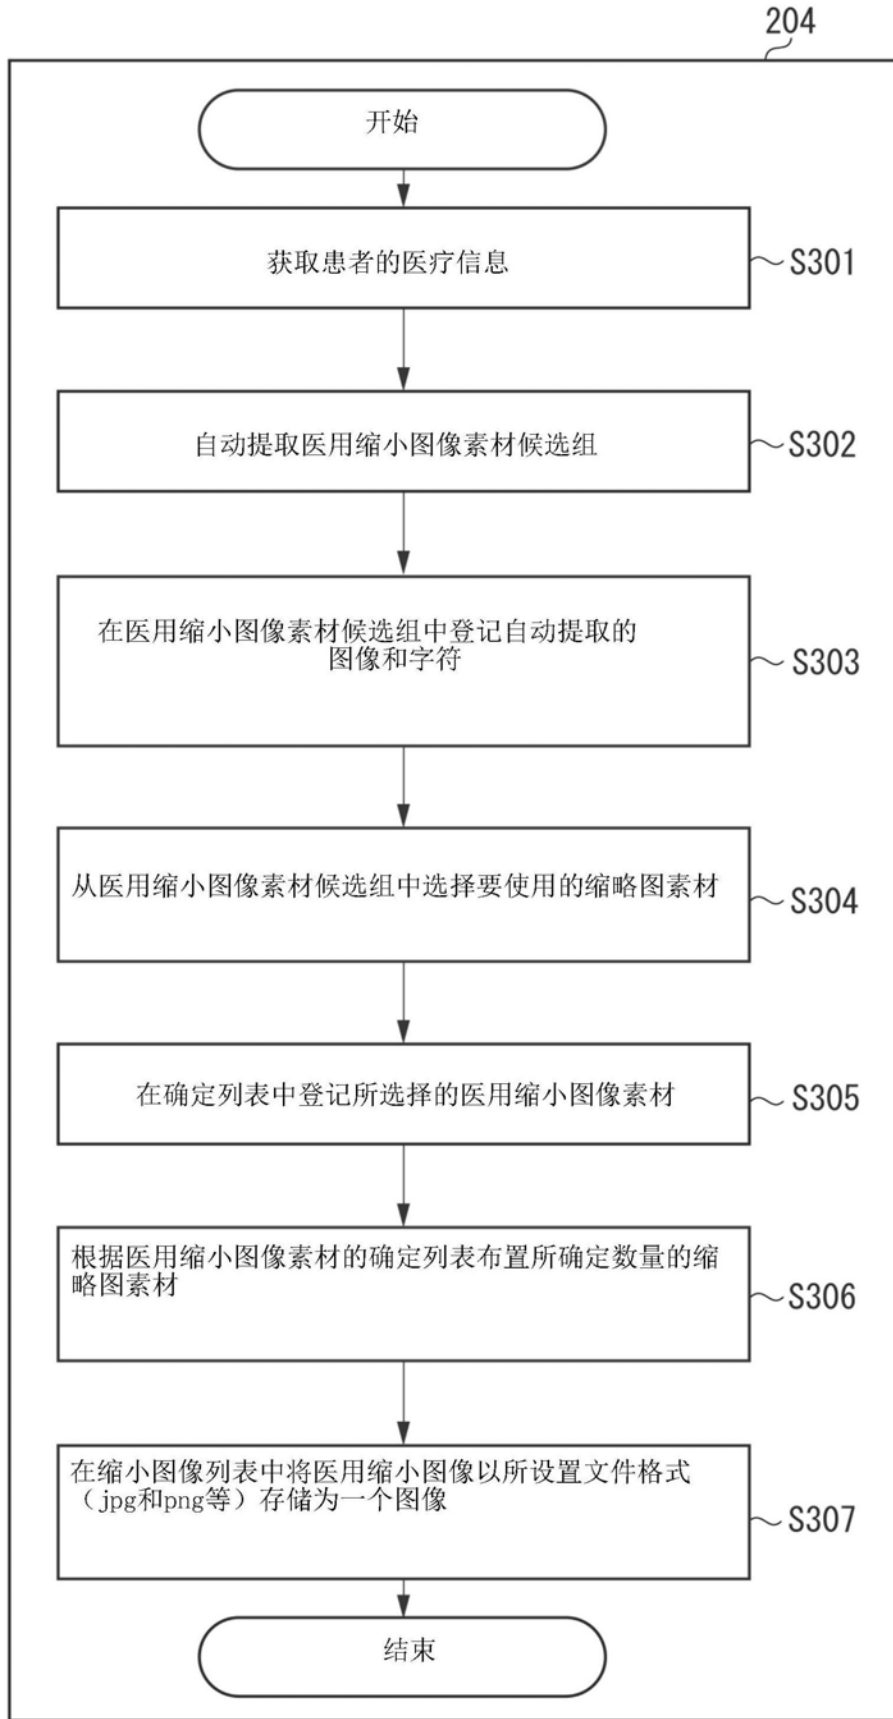 204
开始
获取患者的医疗信息
S301
自动提取医用缩小图像素材候选组
S302
在医用缩小图像素材候选组中登记自动提取的
图像和字符
S303
从医用缩小图像素材候选组中选择要使用的缩略图素材
S304
在确定列表中登记所选择的医用缩小图像素材
S305
根据医用缩小图像素材的确定列表布置所确定数量的缩
略图素材
S306
在缩小图像列表中将医用缩小图像以所设置文件格式
（jpg和png等）存储为一个图像
S307
结束